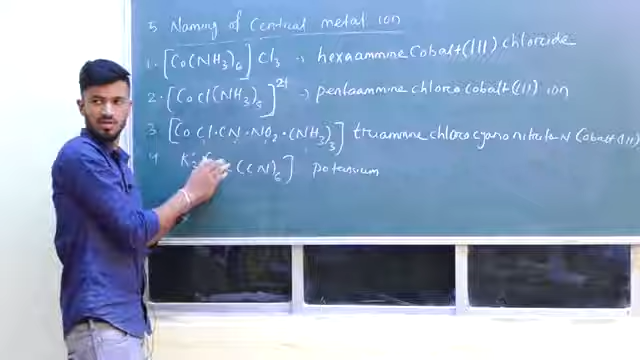 5. Naming of Central metal ion
1. [Co(NH3)6]Cl3 → hexaammine Cobalt(III) chloride
2. [CoCl(NH3)5]2+ → pentaammine chloro cobalt(III) ion
3. [CoCl·CN·NO2·(NH3)3] triammine chloro cyano nitrito N Cobalt(III)
4. K (CN)6] potassium